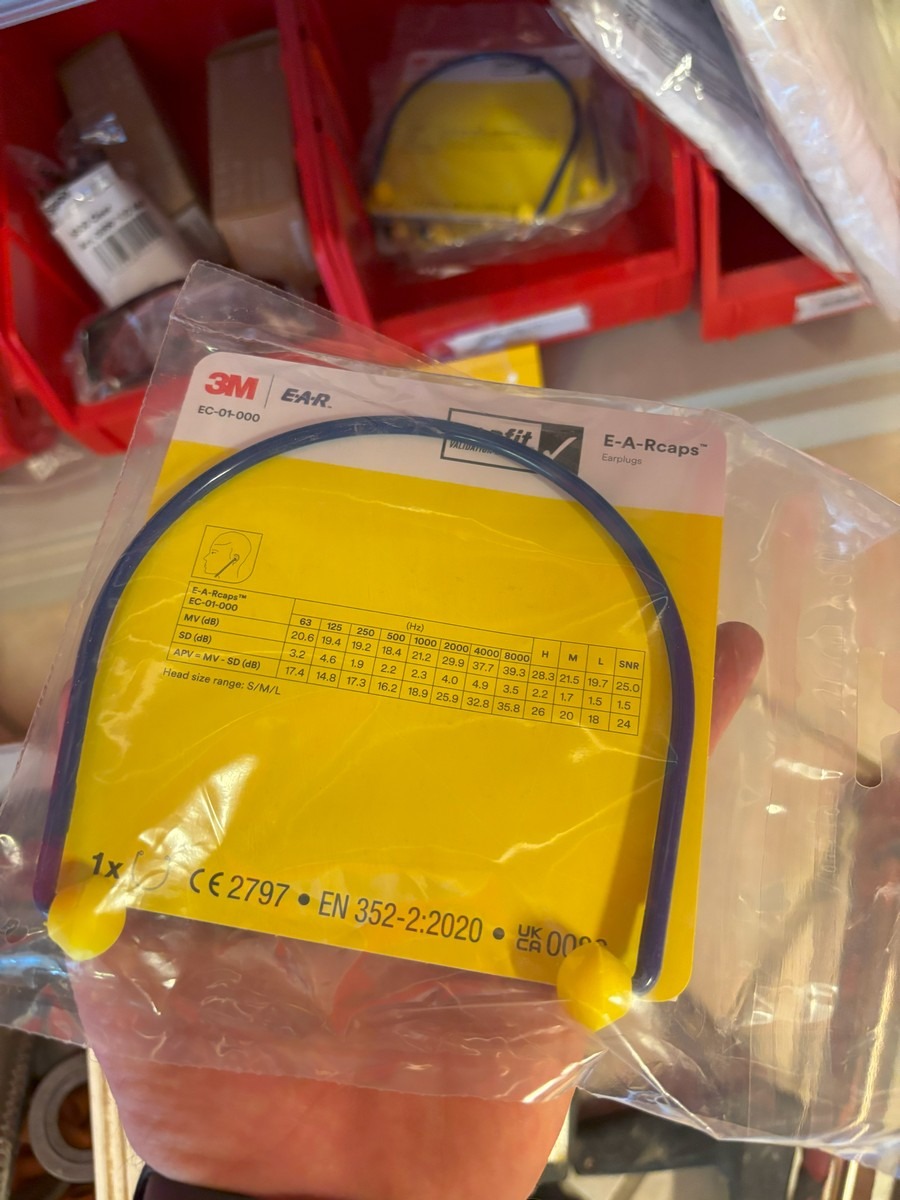 3M E·A·R™
EC-01-000
fit
VALIDATION
E-A-Rcaps™
Earplugs
E-A-Rcaps™
EC-01-000
(Hz)
63 125 250 500 1000 2000 4000 8000 H M L SNR
MV (dB) 20.6 19.4 19.2 18.4 21.2 29.9 37.7 39.3 28.3 21.5 19.7 25.0
SD (dB) 3.2 4.6 1.9 2.2 2.3 4.0 4.9 3.5 2.2 1.7 1.5 1.5
APV = MV - SD (dB) 17.4 14.8 17.3 16.2 18.9 25.9 32.8 35.8 26 20 18 24
Head size range: S/M/L
1x
CE 2797 • EN 352-2:2020 • UK
CA